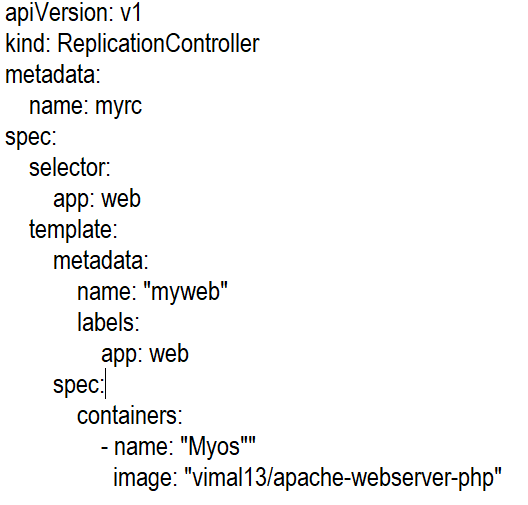 apiVersion: v1
kind: ReplicationController
metadata:
    name: myrc
spec:
    selector:
        app: web
    template:
        metadata:
            name: "myweb"
            labels:
                app: web
        spec:
            containers:
                - name: "Myos""
                  image: "vimal13/apache-webserver-php"